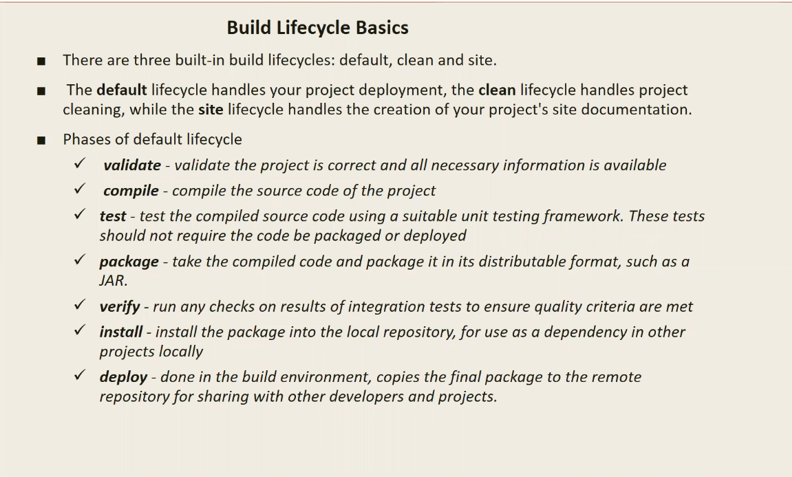 Build Lifecycle Basics
■ There are three built-in build lifecycles: default, clean and site.
■ The default lifecycle handles your project deployment, the clean lifecycle handles project
cleaning, while the site lifecycle handles the creation of your project's site documentation.
■ Phases of default lifecycle
✓ validate - validate the project is correct and all necessary information is available
✓ compile - compile the source code of the project
✓ test - test the compiled source code using a suitable unit testing framework. These tests
should not require the code be packaged or deployed
✓ package - take the compiled code and package it in its distributable format, such as a
JAR.
✓ verify - run any checks on results of integration tests to ensure quality criteria are met
✓ install - install the package into the local repository, for use as a dependency in other
projects locally
✓ deploy - done in the build environment, copies the final package to the remote
repository for sharing with other developers and projects.